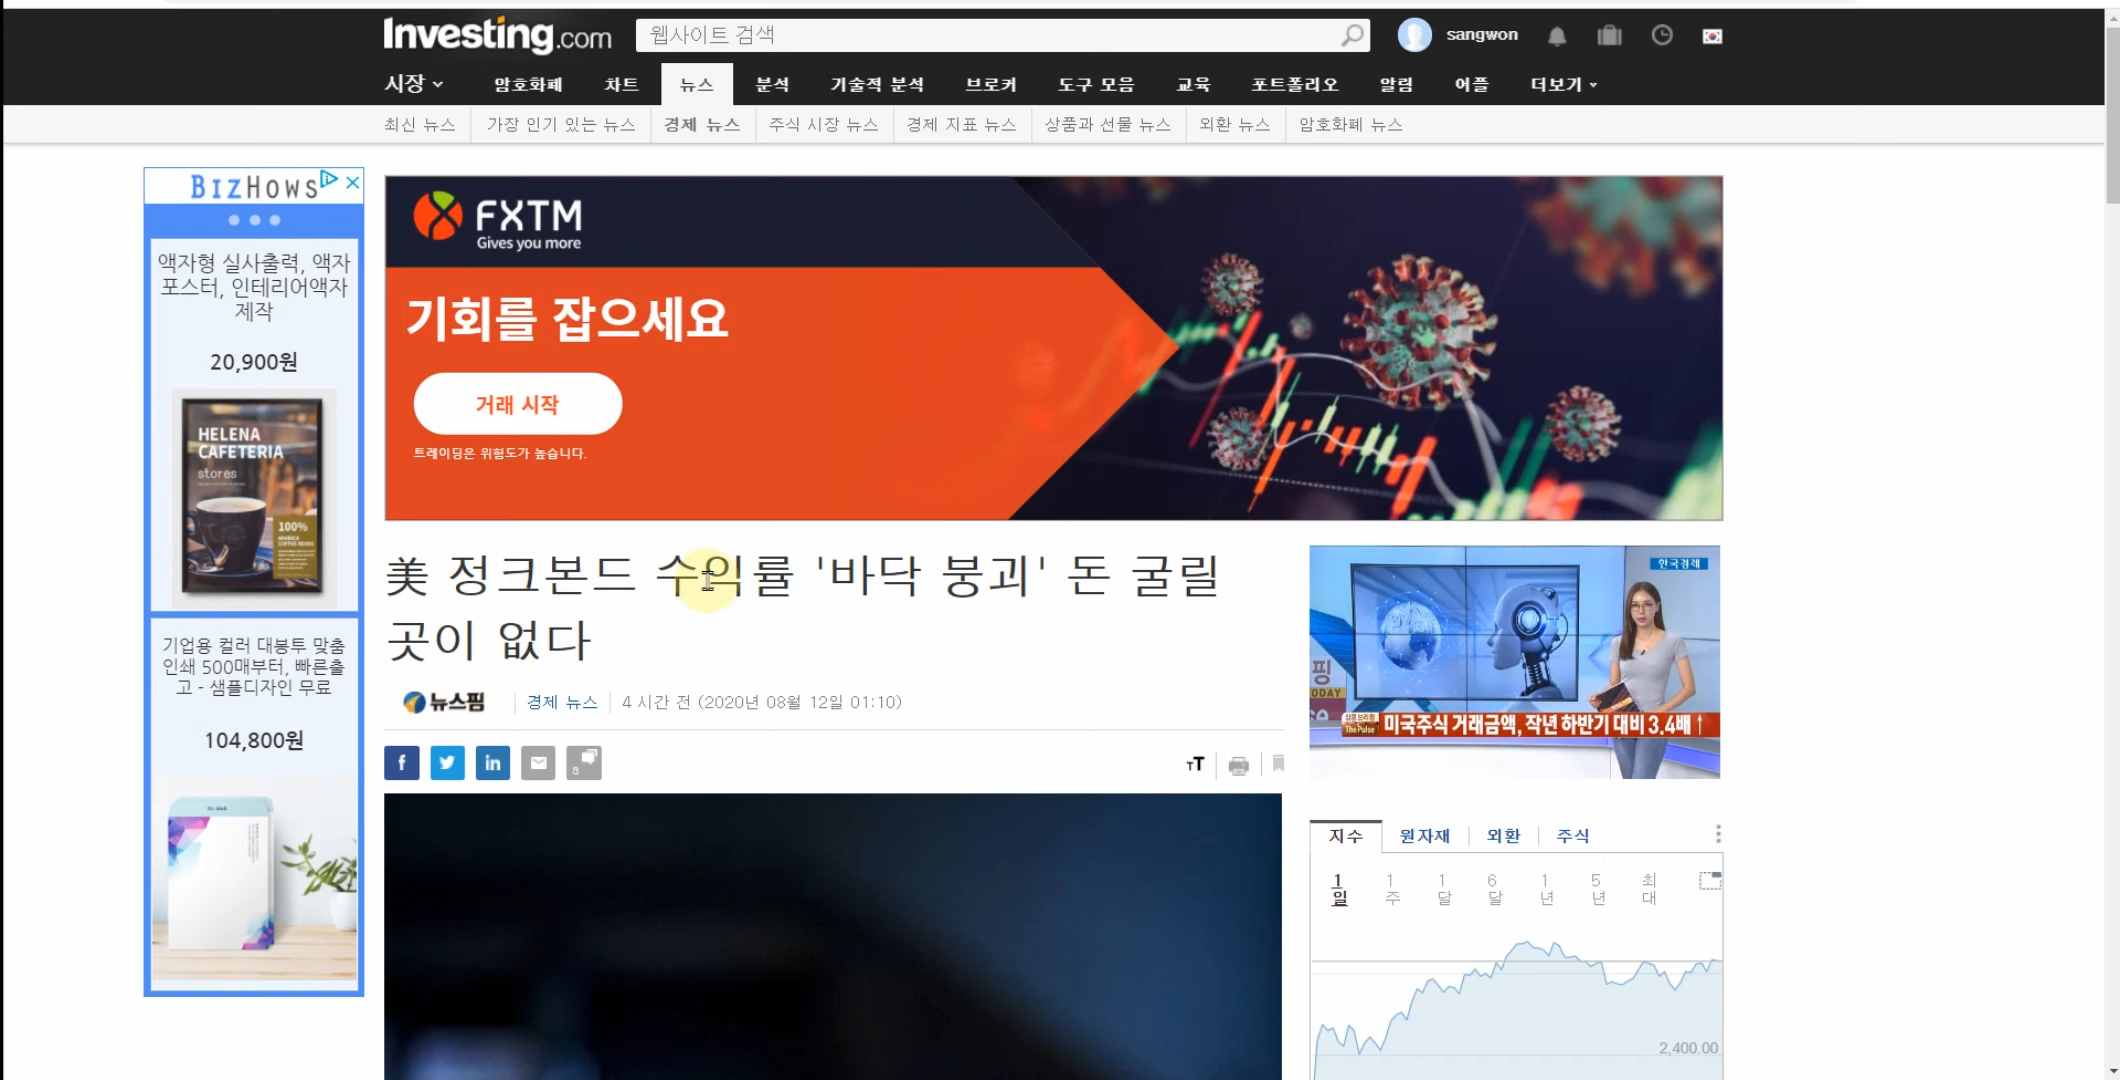 Investing.com
웹사이트 검색
sangwon
시장
암호화폐
차트
뉴스
분석
기술적 분석
브로커
도구 모음
교육
포트폴리오
알림
어플
더보기
최신 뉴스
가장 인기 있는 뉴스
경제 뉴스
주식 시장 뉴스
경제 지표 뉴스
상품과 선물 뉴스
외환 뉴스
암호화폐 뉴스
BIZHOWS
액자형 실사출력, 액자
포스터, 인테리어액자
제작
20,900원
HELENA
CAFETERIA
stores
100%
기업용 컬러 대봉투 맞춤
인쇄 500매부터, 빠른출
고 - 샘플디자인 무료
104,800원
FXTM
Gives you more
기회를 잡으세요
거래 시작
트레이딩은 위험도가 높습니다.
美 정크본드 수익률 '바닥 붕괴' 돈 굴릴
곳이 없다
뉴스핌
경제 뉴스
4 시간 전 (2020년 08월 12일 01:10)
f
in
3
TT
한국경제
핑
ODAY
The Pulse
미국주식 거래금액, 작년 하반기 대비 3.4배↑
지수
원자재
외환
주식
1일
1주
1달
6달
1년
5년
최대
2,400.00